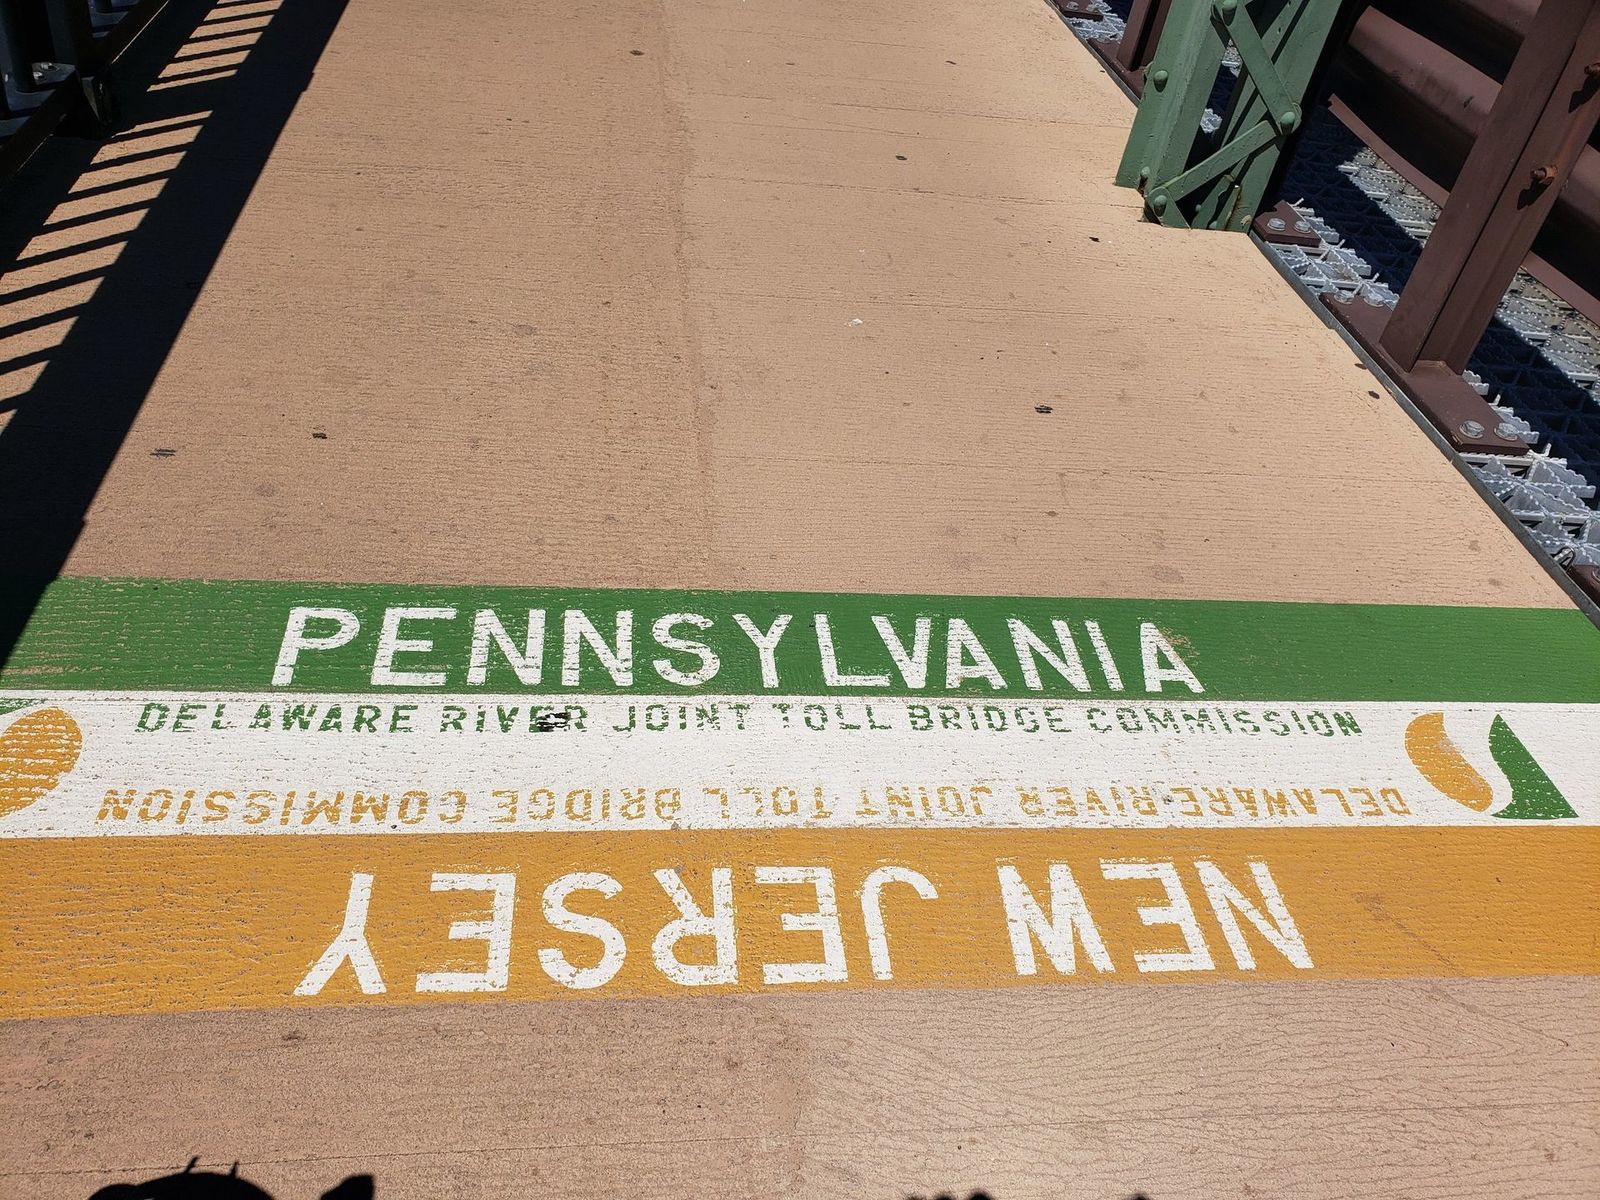 PENNSYLVANIA
DELAWARE RIVER JOINT TOLL BRIDGE COMMISSION
DELAWARE RIVER JOINT TOLL BRIDGE COMMISSION
NEW JERSEY